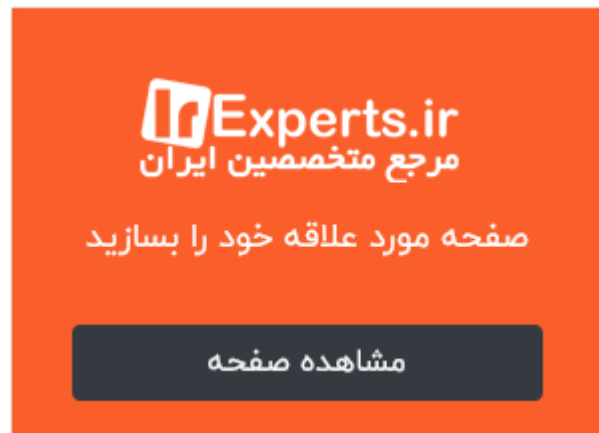 IrExperts.ir
مرجع متخصصین ایران
صفحه مورد علاقه خود را بسازید
مشاهده صفحه